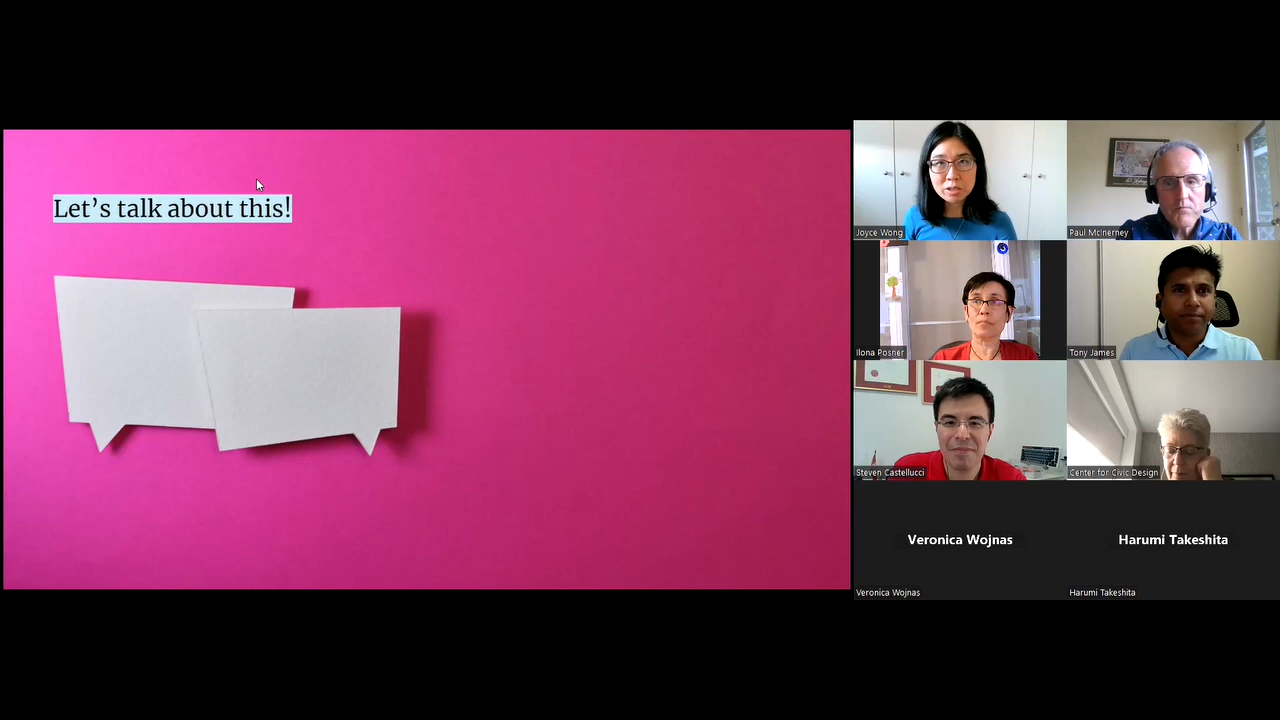 Let's talk about this!
Joyce Wong
Paul McInerney
Ilona Posner
Tony James
Steven Castellucci
Center for Civic Design
Veronica Wojnas
Harumi Takeshita
Veronica Wojnas
Harumi Takeshita